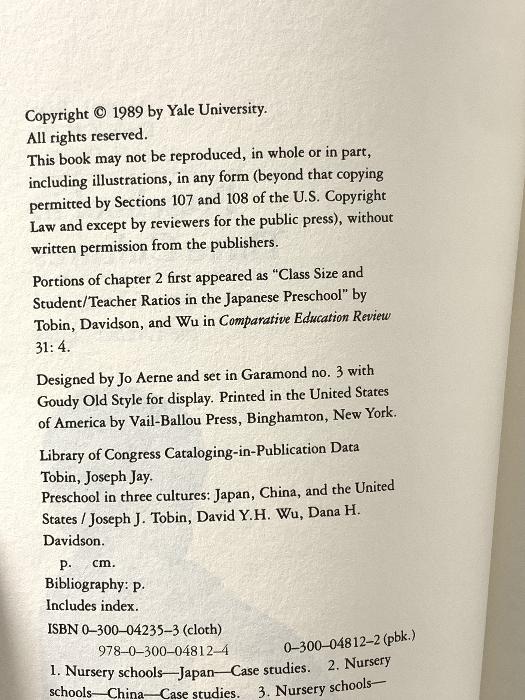 Copyright © 1989 by Yale University.
All rights reserved.
This book may not be reproduced, in whole or in part,
including illustrations, in any form (beyond that copying
permitted by Sections 107 and 108 of the U.S. Copyright
Law and except by reviewers for the public press), without
written permission from the publishers.
Portions of chapter 2 first appeared as “Class Size and
Student/Teacher Ratios in the Japanese Preschool” by
Tobin, Davidson, and Wu in Comparative Education Review
31: 4.
Designed by Jo Aerne and set in Garamond no. 3 with
Goudy Old Style for display. Printed in the United States
of America by Vail-Ballou Press, Binghamton, New York.
Library of Congress Cataloging-in-Publication Data
Tobin, Joseph Jay.
Preschool in three cultures: Japan, China, and the United
States / Joseph J. Tobin, David Y.H. Wu, Dana H.
Davidson.
p. cm.
Bibliography: p.
Includes index.
ISBN 0–300–04235–3 (cloth)
978–0–300–04812–4 0–300–04812–2 (pbk.)
1. Nursery schools—Japan—Case studies. 2. Nursery
schools—China—Case studies. 3. Nursery schools—